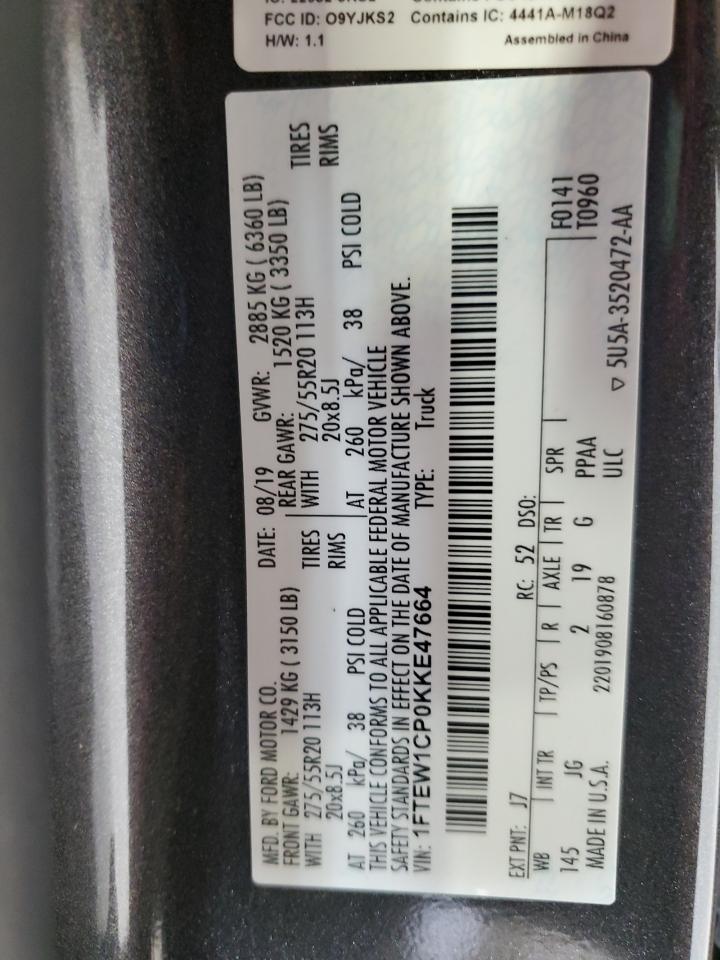 FCC ID: O9YJKS2 Contains IC: 4441A-M18Q2
H/W: 1.1 Assembled in China
MFD. BY FORD MOTOR CO. DATE: 08/19 GVWR: 2885 KG ( 6360 LB)
FRONT GAWR: 1429 KG ( 3150 LB) REAR GAWR: 1520 KG ( 3350 LB)
WITH 275/55R20 113H TIRES WITH 275/55R20 113H TIRES
20x8.5J RIMS 20x8.5J RIMS
AT 260 kPa/ 38 PSI COLD AT 260 kPa/ 38 PSI COLD
THIS VEHICLE CONFORMS TO ALL APPLICABLE FEDERAL MOTOR VEHICLE
SAFETY STANDARDS IN EFFECT ON THE DATE OF MANUFACTURE SHOWN ABOVE.
VIN: 1FTEW1CP0KKE47664 TYPE: Truck
EXT PNT: J7 RC: 52 DSO: F0141
WB INT TR TP/PS R AXLE TR SPR T0960
145 JG 2 19 G PPAA
MADE IN U.S.A. 2201908160878 ULC ▽ 5U5A-3520472-AA